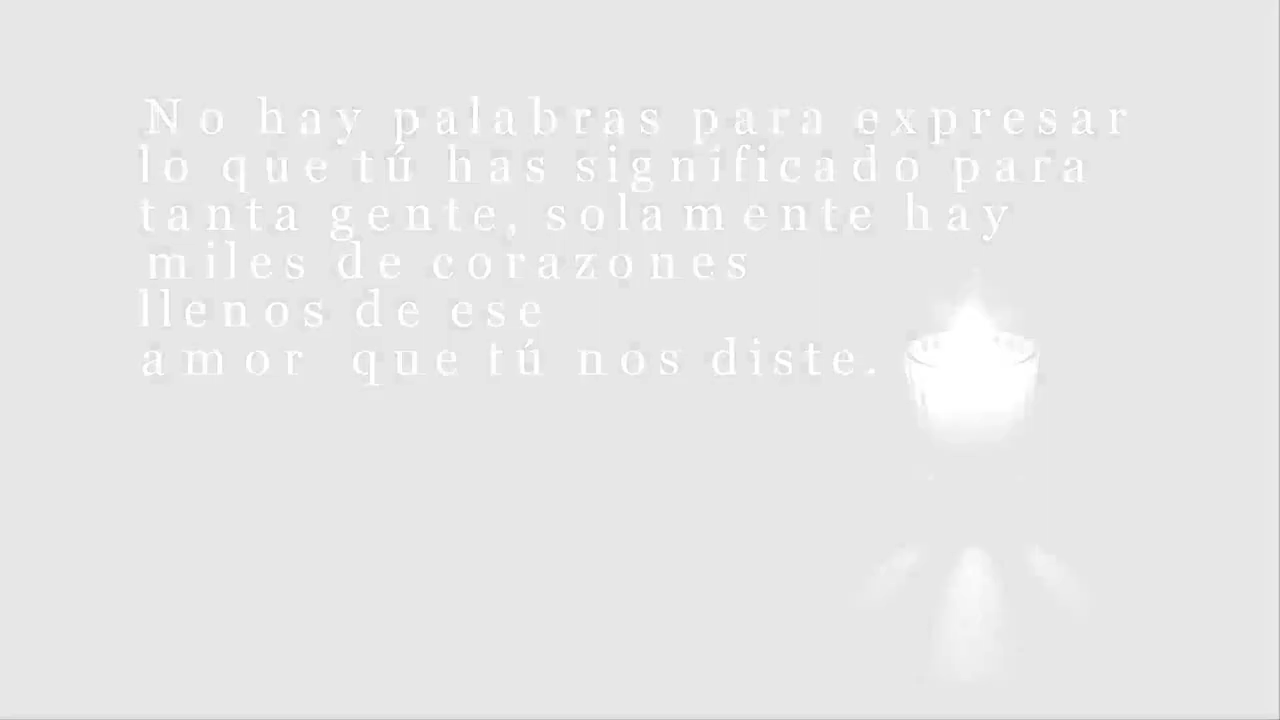 No hay palabras para expresar
lo que tú has significado para
tanta gente, solamente hay
miles de corazones
llenos de ese
amor que tú nos diste.